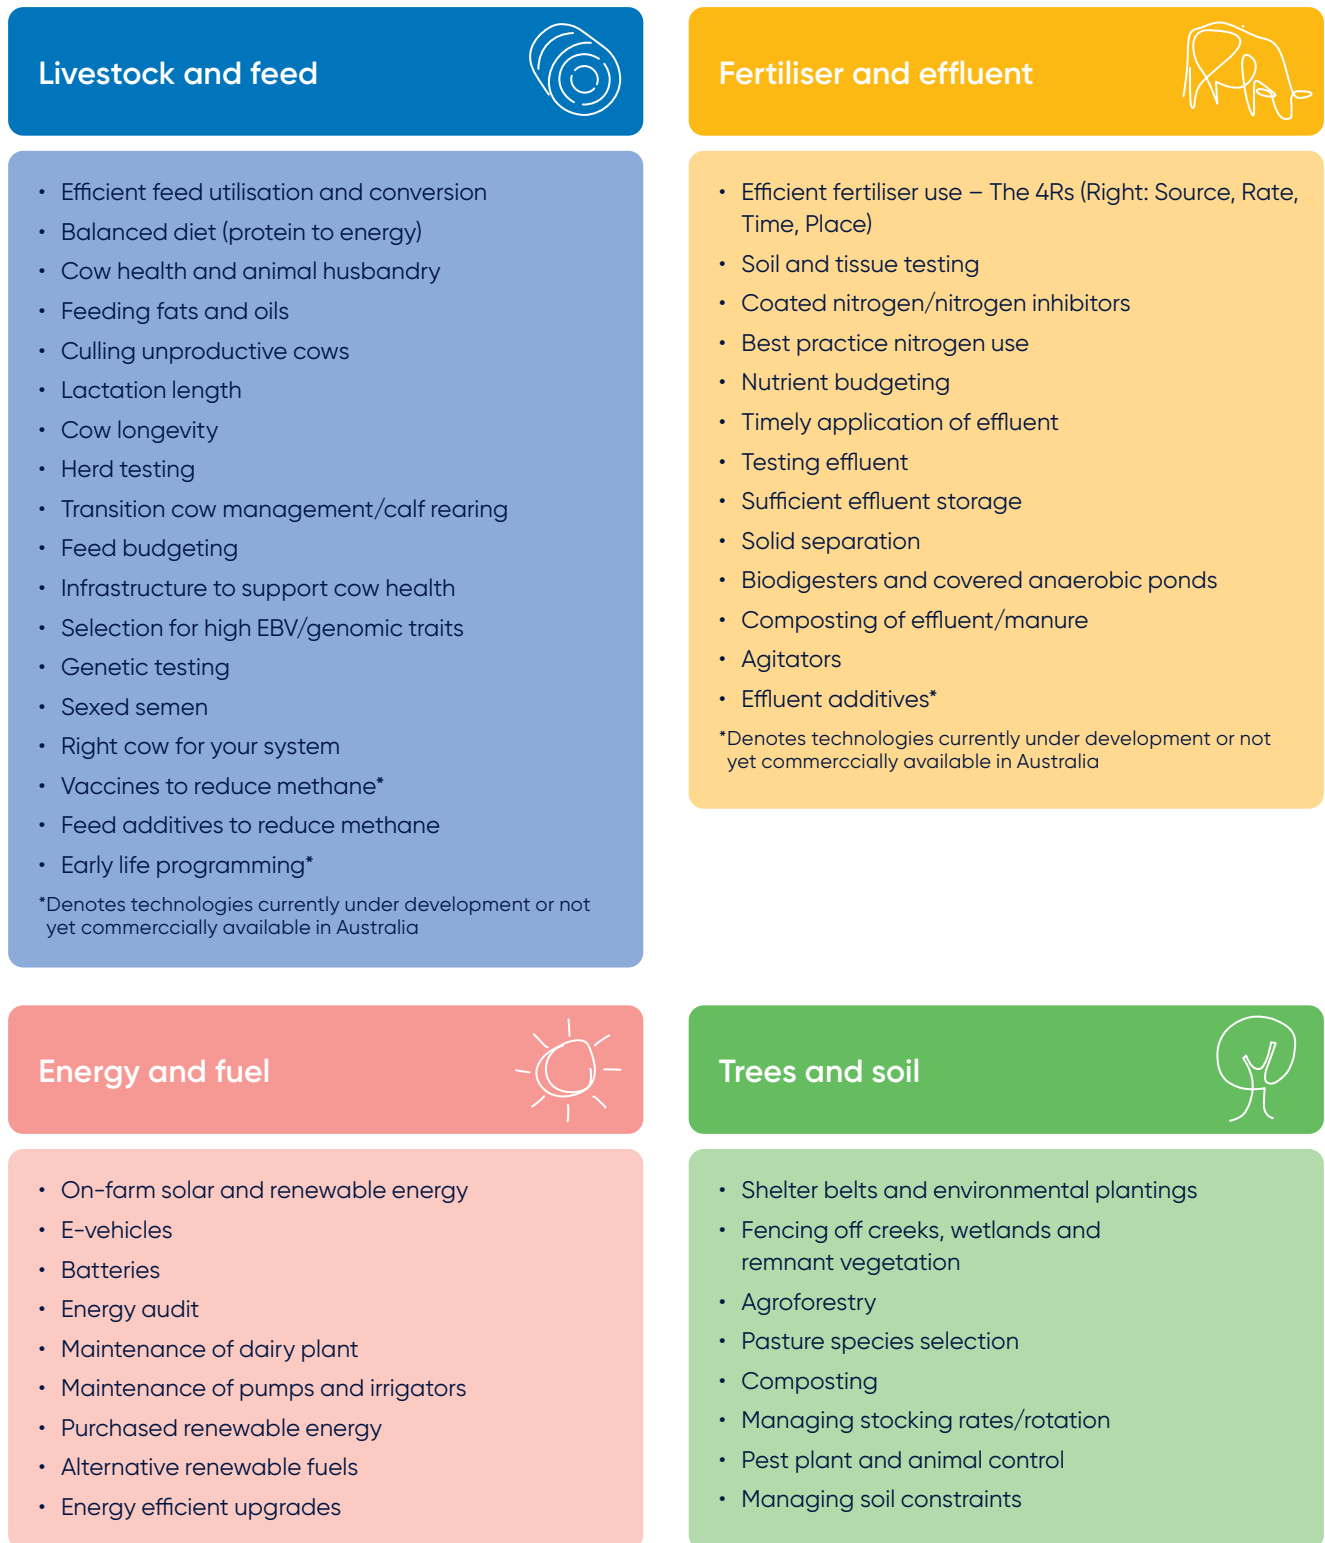 Livestock and feed
• Efficient feed utilisation and conversion
• Balanced diet (protein to energy)
• Cow health and animal husbandry
• Feeding fats and oils
• Culling unproductive cows
• Lactation length
• Cow longevity
• Herd testing
• Transition cow management/calf rearing
• Feed budgeting
• Infrastructure to support cow health
• Selection for high EBV/genomic traits
• Genetic testing
• Sexed semen
• Right cow for your system
• Vaccines to reduce methane*
• Feed additives to reduce methane
• Early life programming*
*Denotes technologies currently under development or not
yet commerccially available in Australia
Fertiliser and effluent
• Efficient fertiliser use – The 4Rs (Right: Source, Rate,
Time, Place)
• Soil and tissue testing
• Coated nitrogen/nitrogen inhibitors
• Best practice nitrogen use
• Nutrient budgeting
• Timely application of effluent
• Testing effluent
• Sufficient effluent storage
• Solid separation
• Biodigesters and covered anaerobic ponds
• Composting of effluent/manure
• Agitators
• Effluent additives*
*Denotes technologies currently under development or not
yet commerccially available in Australia
Energy and fuel
• On-farm solar and renewable energy
• E-vehicles
• Batteries
• Energy audit
• Maintenance of dairy plant
• Maintenance of pumps and irrigators
• Purchased renewable energy
• Alternative renewable fuels
• Energy efficient upgrades
Trees and soil
• Shelter belts and environmental plantings
• Fencing off creeks, wetlands and
remnant vegetation
• Agroforestry
• Pasture species selection
• Composting
• Managing stocking rates/rotation
• Pest plant and animal control
• Managing soil constraints